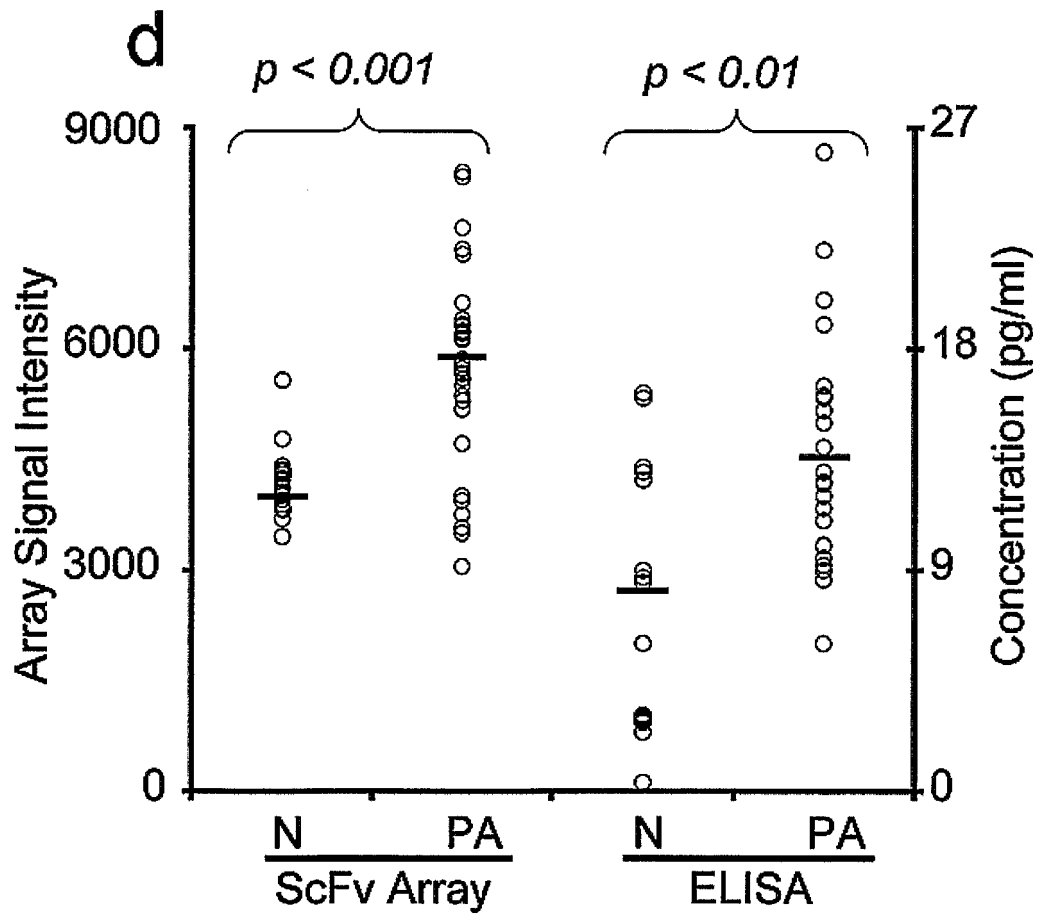 d
p < 0.001
p < 0.01
9000
6000
3000
0
Array Signal Intensity
27
18
9
0
Concentration (pg/ml)
N
PA
N
PA
ScFv Array
ELISA